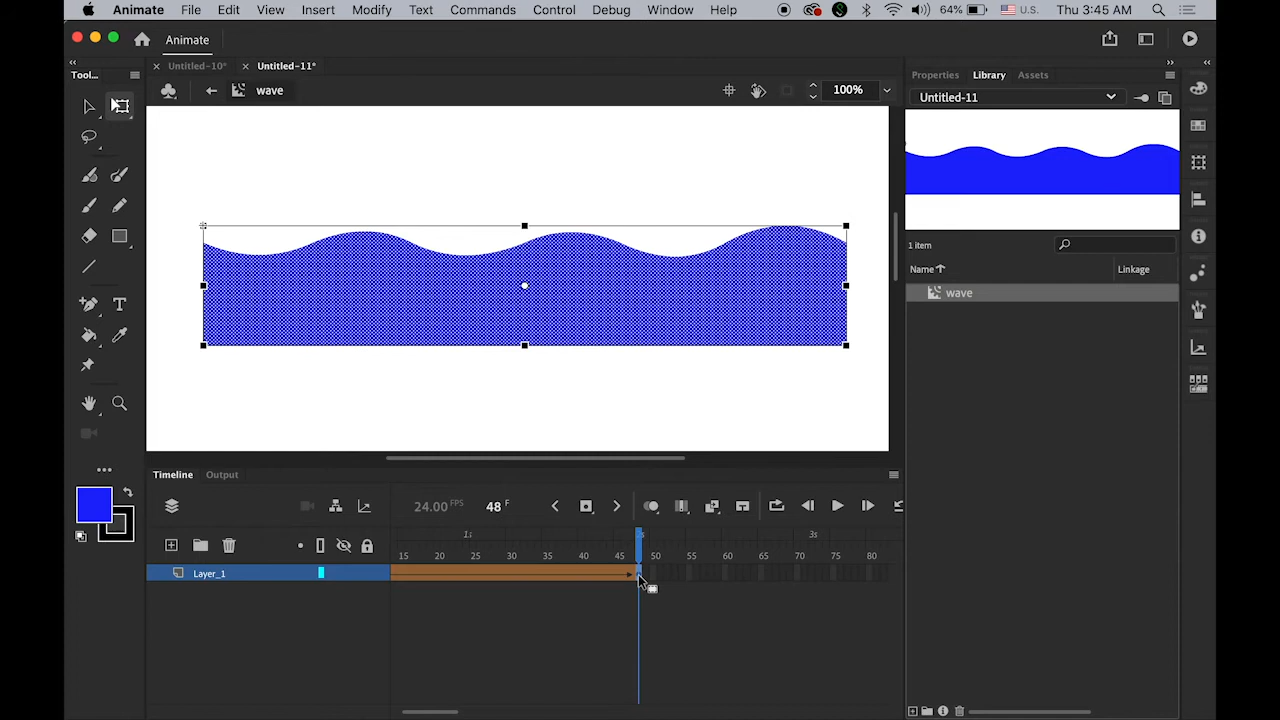 Animate File Edit View Insert Modify Text Commands Control Debug Window Help 64% U.S. Thu 3:45 AM
Animate
Tool... Untitled-10* Untitled-11* Properties Library Assets
wave 100% Untitled-11
1 item
Name Linkage
wave
Timeline Output
24.00 FPS 48 F
1s 2s 3s
15 20 25 30 35 40 45 50 55 60 65 70 75 80
Layer_1